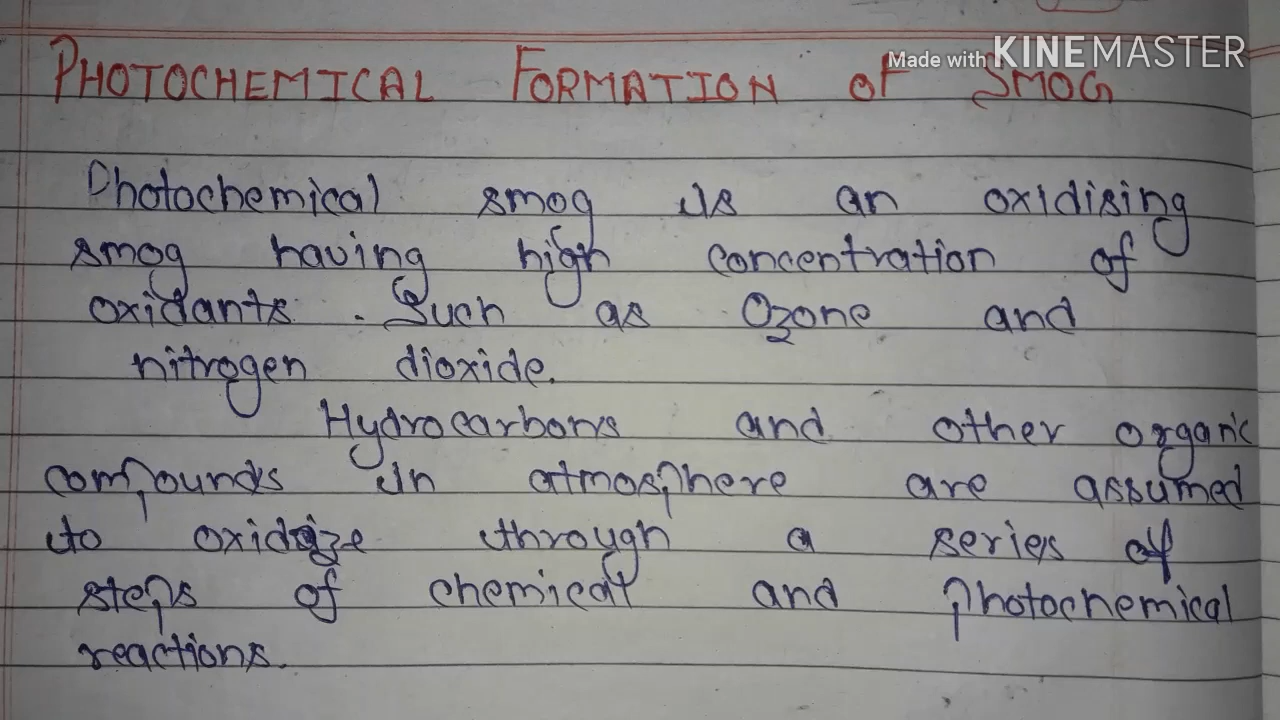 Made with KINEMASTER
PHOTOCHEMICAL FORMATION OF SMOG
Photochemical smog is an oxidising
smog having high concentration of
oxidants. Such as Ozone and
nitrogen dioxide.
Hydrocarbons and other organic
compounds in atmosphere are assumed
to oxidize through a series of
steps of chemical and photochemical
reactions.